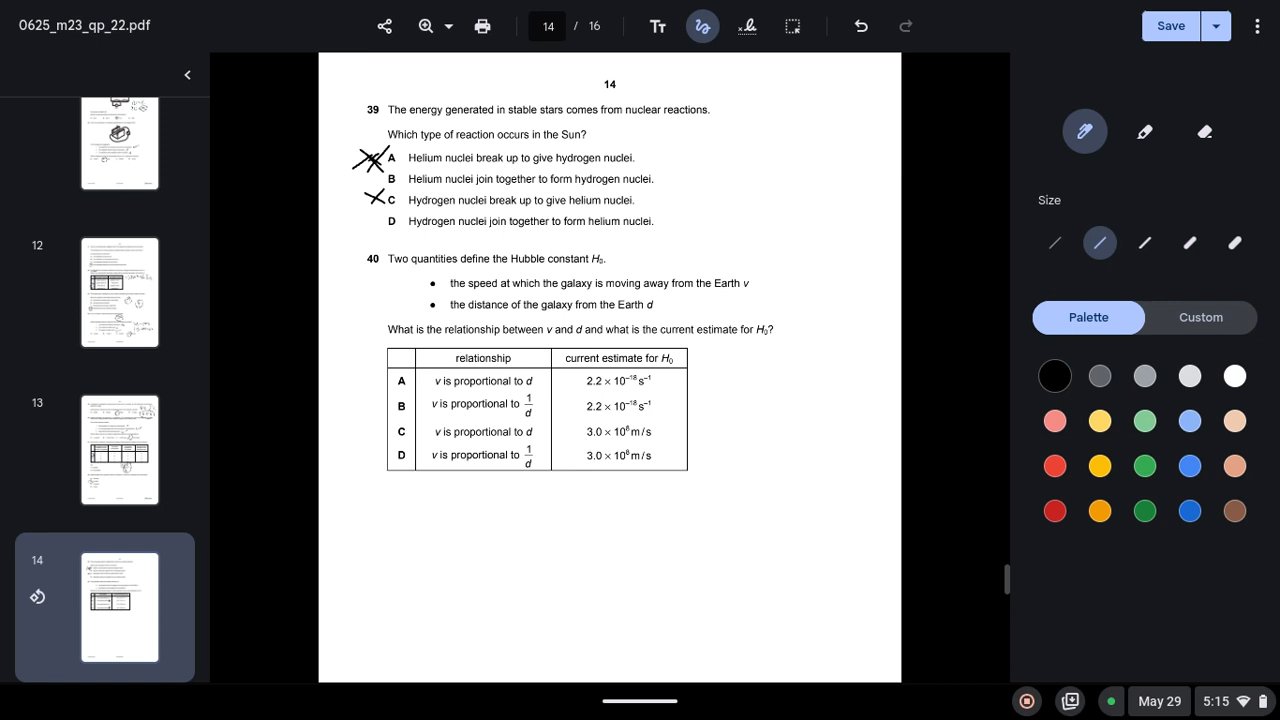 0625_m23_qp_22.pdf
14 / 16
Save
12
13
14
14
39 The energy generated in stable stars comes from nuclear reactions.
Which type of reaction occurs in the Sun?
A Helium nuclei break up to give hydrogen nuclei.
B Helium nuclei join together to form hydrogen nuclei.
C Hydrogen nuclei break up to give helium nuclei.
D Hydrogen nuclei join together to form helium nuclei.
40 Two quantities define the Hubble constant H₀.
• the speed at which the galaxy is moving away from the Earth v
• the distance of the galaxy from the Earth d
What is the relationship between v and d and what is the current estimate for H₀?
relationship current estimate for H₀
A v is proportional to d 2.2 × 10⁻¹⁸ s⁻¹
B v is proportional to 1/d 2.2 × 10⁻¹⁸ s⁻¹
C v is proportional to d 3.0 × 10⁸ m/s
D v is proportional to 1/d 3.0 × 10⁸ m/s
Size
Palette Custom
May 29 5:15